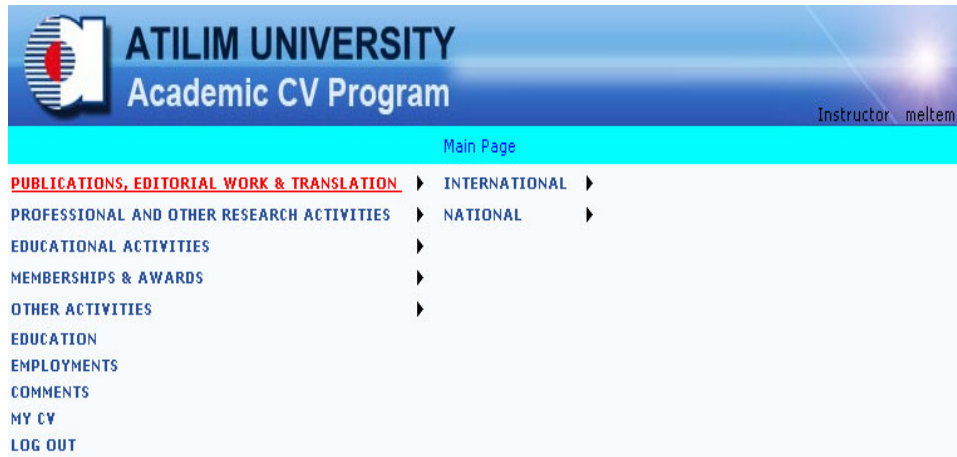 ATILIM UNIVERSITY
Academic CV Program
Instructor meltem
Main Page
PUBLICATIONS, EDITORIAL WORK & TRANSLATION
INTERNATIONAL
PROFESSIONAL AND OTHER RESEARCH ACTIVITIES
NATIONAL
EDUCATIONAL ACTIVITIES
MEMBERSHIPS & AWARDS
OTHER ACTIVITIES
EDUCATION
EMPLOYMENTS
COMMENTS
MY CV
LOG OUT